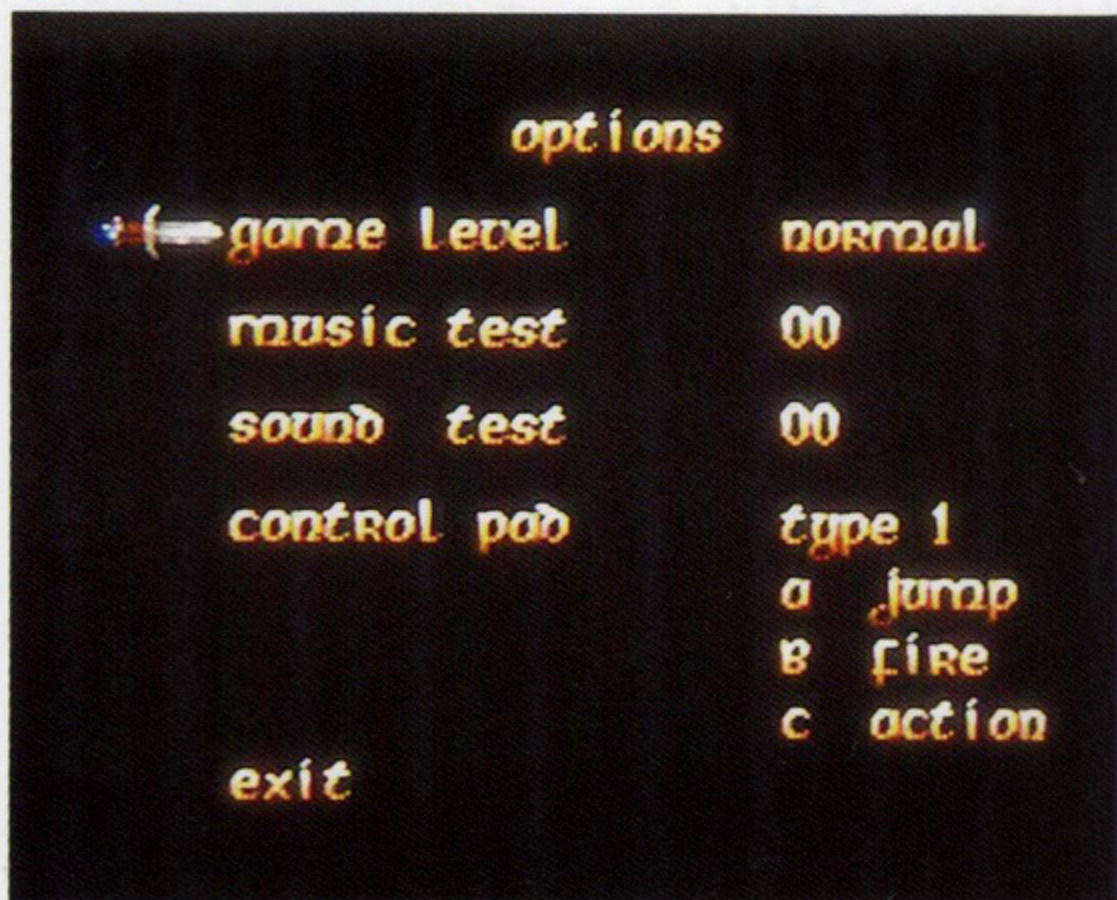 options
game level normal
music test 00
sound test 00
control pad type 1
a jump
B fire
c action
exit